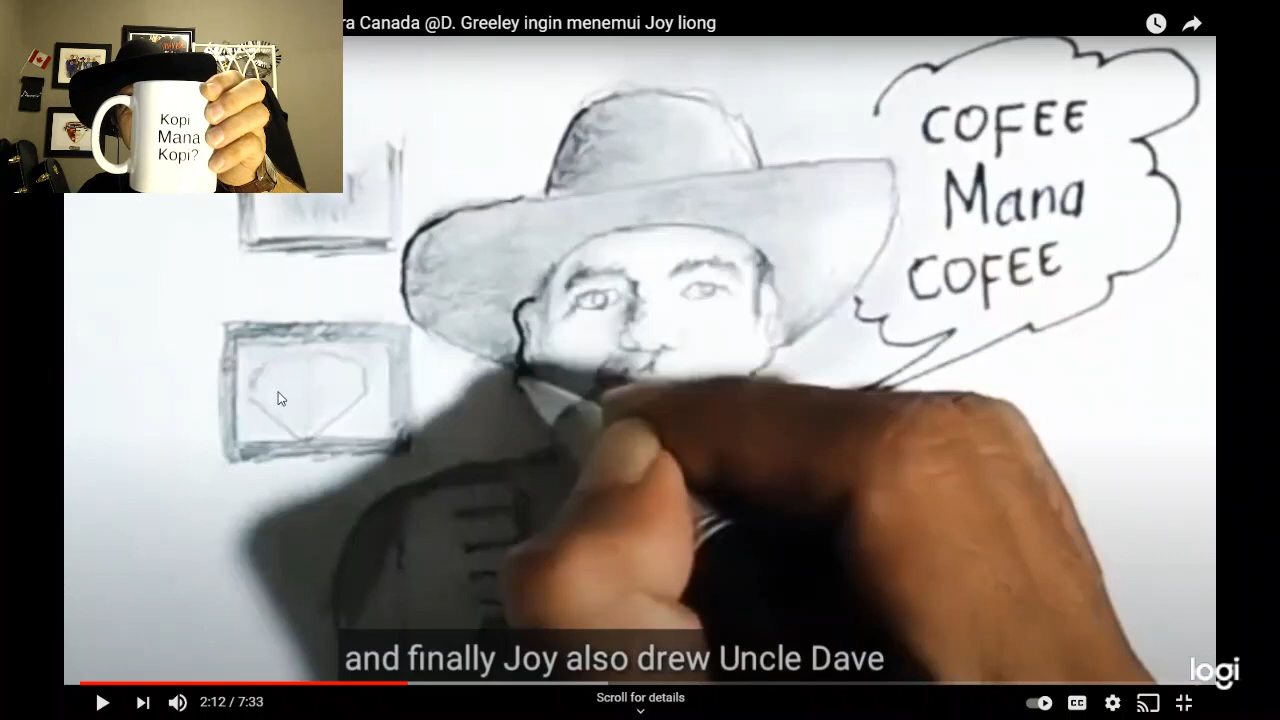 ra Canada @D. Greeley ingin menemui Joy liong
Kopi
Mana
Kopi?
COFEE
Mana
COFEE
and finally Joy also drew Uncle Dave
logi
2:12 / 7:33
Scroll for details
CC